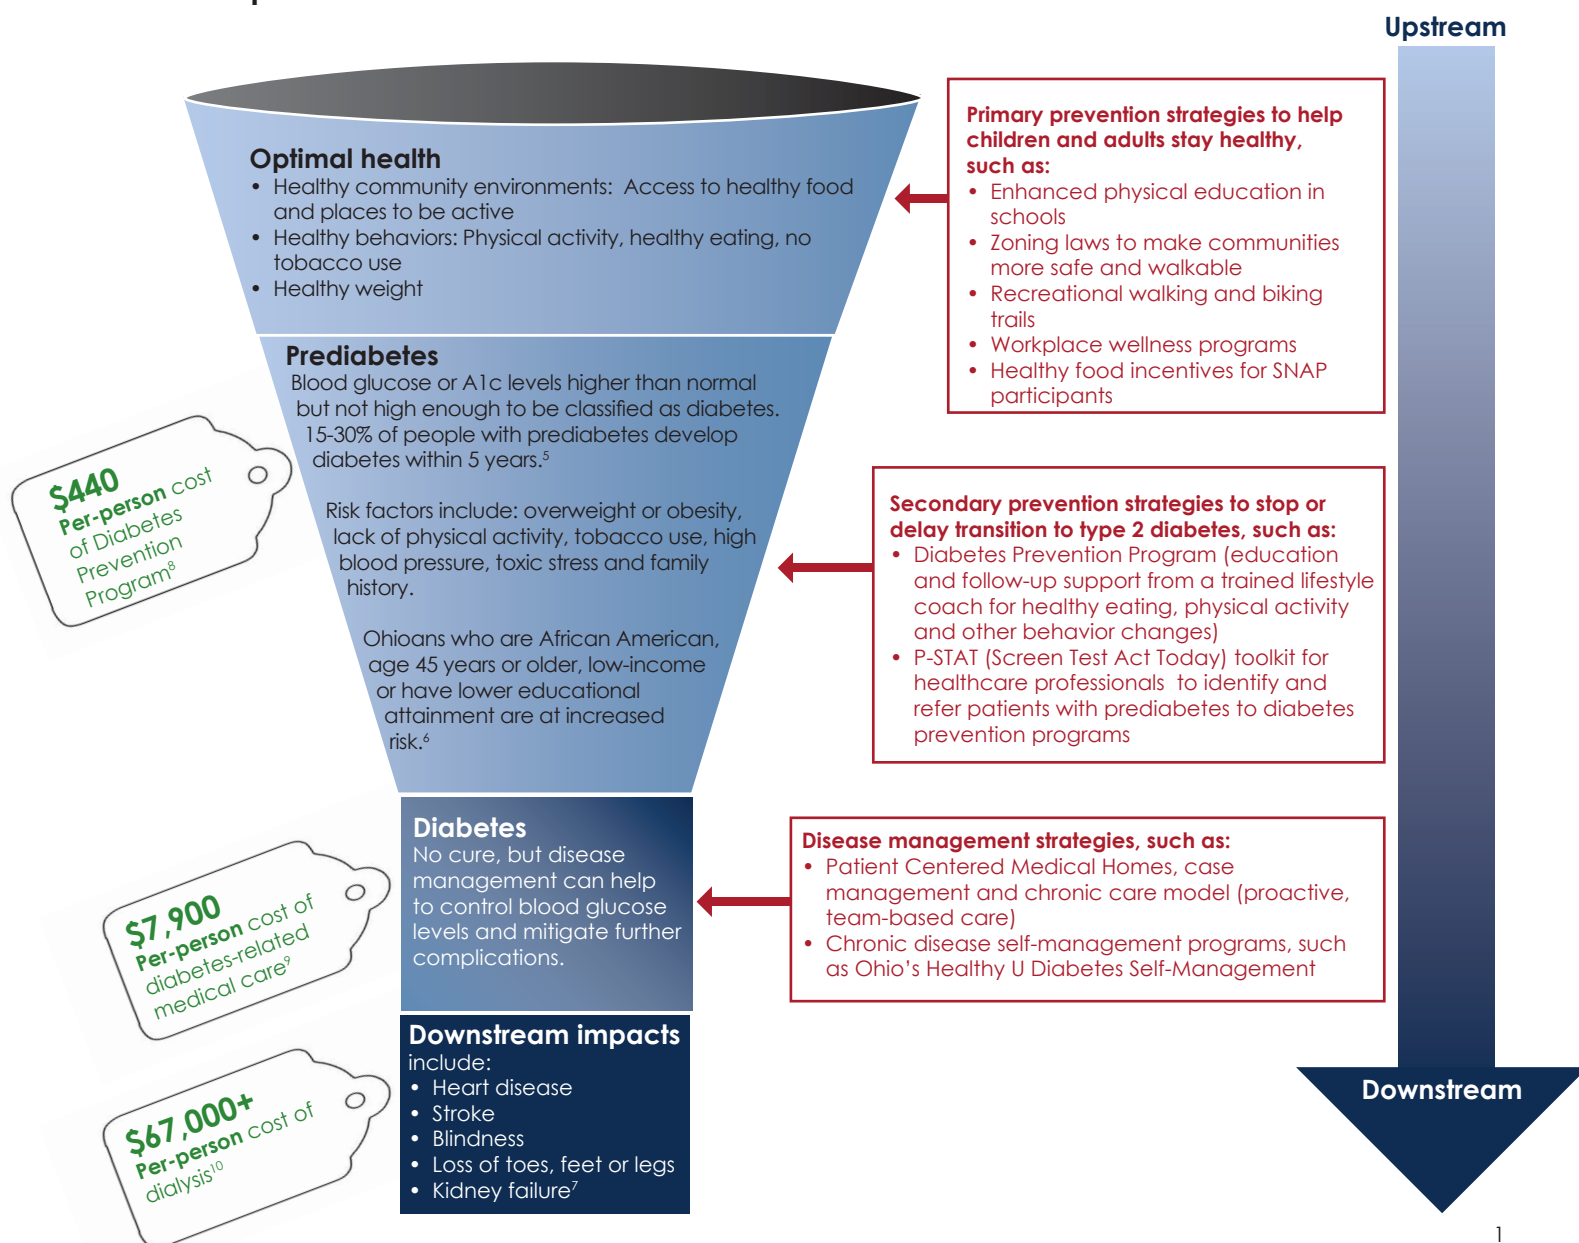 Upstream
Optimal health
• Healthy community environments:  Access to healthy food
and places to be active
• Healthy behaviors: Physical activity, healthy eating, no
tobacco use
• Healthy weight
Primary prevention strategies to help
children and adults stay healthy,
such as:
• Enhanced physical education in
schools
• Zoning laws to make communities
more safe and walkable
• Recreational walking and biking
trails
• Workplace wellness programs
• Healthy food incentives for SNAP
participants
Prediabetes
Blood glucose or A1c levels higher than normal
but not high enough to be classified as diabetes.
15-30% of people with prediabetes develop
diabetes within 5 years.⁵
Risk factors include: overweight or obesity,
lack of physical activity, tobacco use, high
blood pressure, toxic stress and family
history.
Ohioans who are African American,
age 45 years or older, low-income
or have lower educational
attainment are at increased
risk.⁶
$440
Per-person cost
of Diabetes
Prevention
Program⁸
Secondary prevention strategies to stop or
delay transition to type 2 diabetes, such as:
• Diabetes Prevention Program (education
and follow-up support from a trained lifestyle
coach for healthy eating, physical activity
and other behavior changes)
• P-STAT (Screen Test Act Today) toolkit for
healthcare professionals  to identify and
refer patients with prediabetes to diabetes
prevention programs
Diabetes
No cure, but disease
management can help
to control blood glucose
levels and mitigate further
complications.
$7,900
Per-person cost of
diabetes-related
medical care⁹
Disease management strategies, such as:
• Patient Centered Medical Homes, case
management and chronic care model (proactive,
team-based care)
• Chronic disease self-management programs, such
as Ohio’s Healthy U Diabetes Self-Management
Downstream impacts
include:
• Heart disease
• Stroke
• Blindness
• Loss of toes, feet or legs
• Kidney failure⁷
$67,000+
Per-person cost of
dialysis¹⁰
Downstream
1